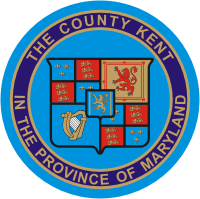 THE COUNTY KENT
IN THE PROVINCE OF MARYLAND